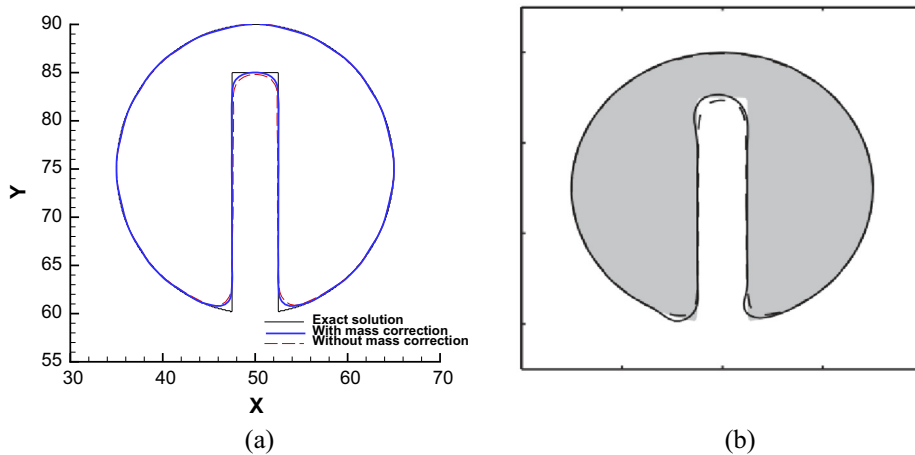 90
85
80
75
70
65
60
55
Y
Exact solution
With mass correction
Without mass correction
30 40 50 60 70
X
(a) (b)